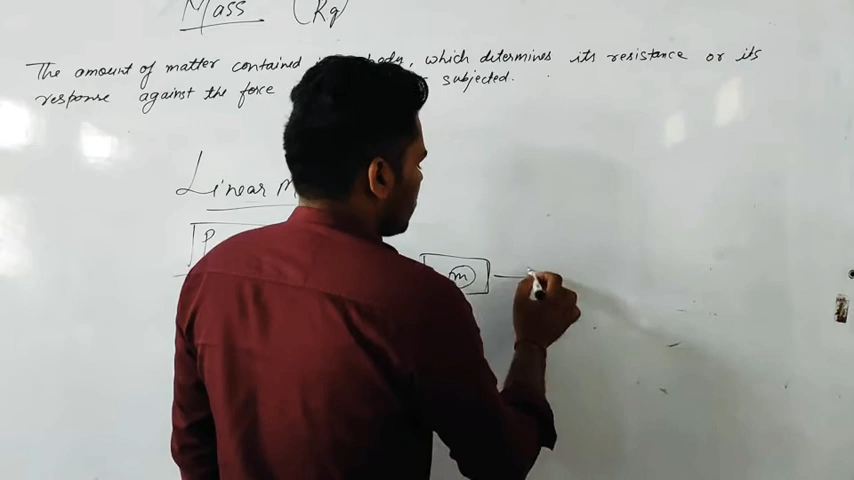 Mass (Kg)
The amount of matter contained body, which determines its resistance or its
response against the force subjected.
Linear
P
m